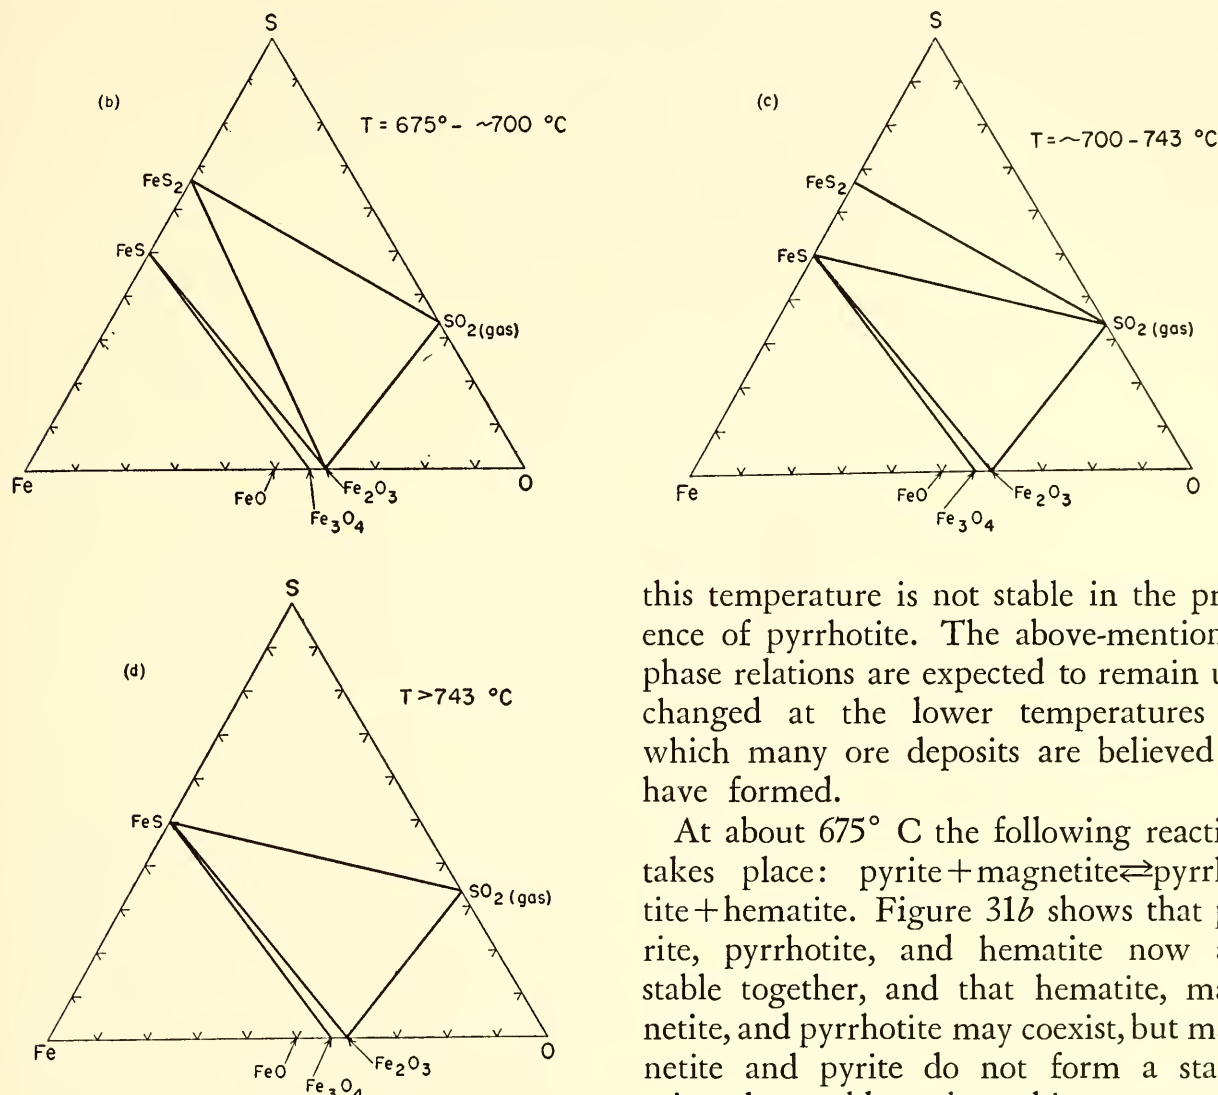 S
(b)
T = 675° - ~700 °C
FeS2
FeS
SO2 (gas)
Fe
FeO
Fe3O4
Fe2O3
O
S
(c)
T = ~700 - 743 °C
FeS2
FeS
SO2 (gas)
Fe
FeO
Fe3O4
Fe2O3
O
S
(d)
T >743 °C
FeS
SO2 (gas)
Fe
FeO
Fe3O4
Fe2O3
O
this temperature is not stable in the pr
ence of pyrrhotite. The above-mention
phase relations are expected to remain u
changed at the lower temperatures
which many ore deposits are believed
have formed.
At about 675° C the following reacti
takes place: pyrite+magnetite⇄pyrrh
tite+hematite. Figure 31b shows that p
rite, pyrrhotite, and hematite now a
stable together, and that hematite, ma
netite, and pyrrhotite may coexist, but m
netite and pyrite do not form a sta